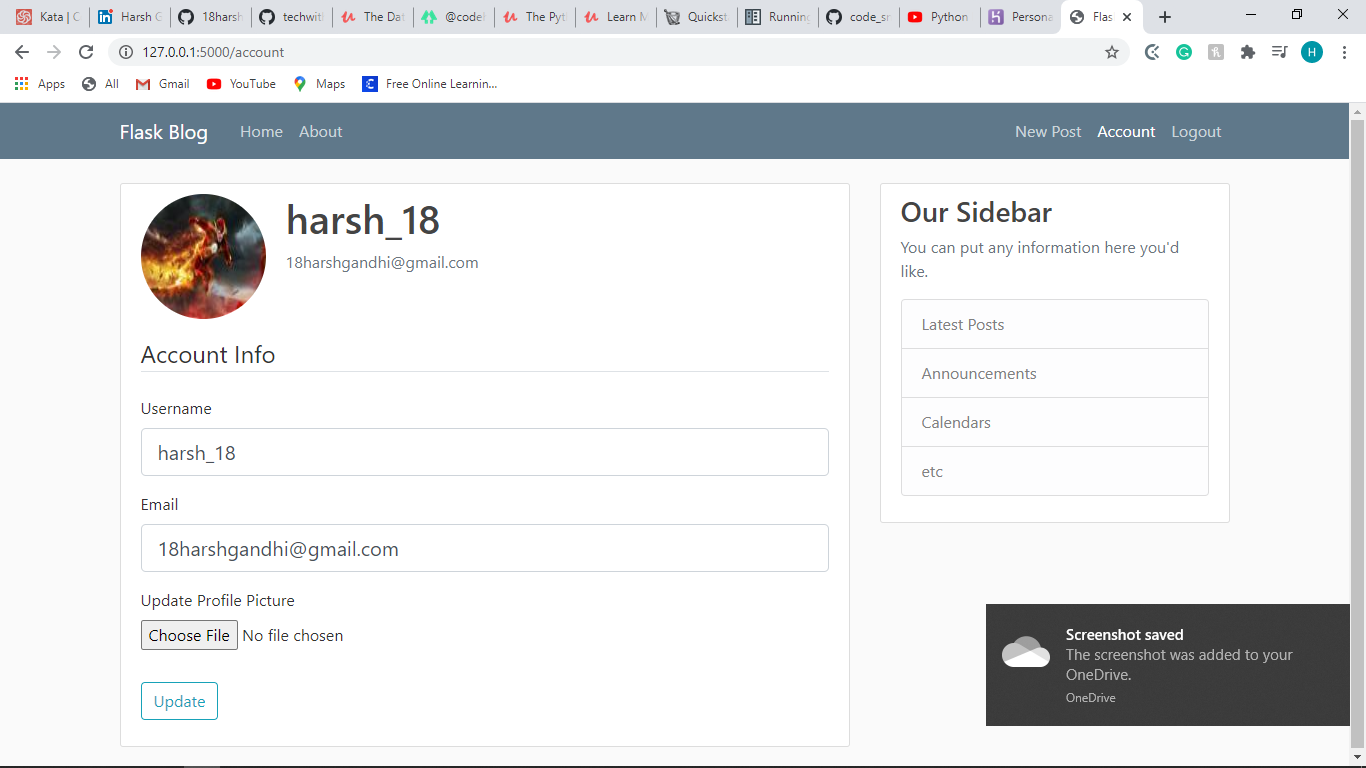 Kata | C
Harsh G
18harsh
techwit
The Dat
@code
The Pyt
Learn M
Quickst
Running
code_sn
Python
Persona
Flas
127.0.0.1:5000/account
H
Apps
All
Gmail
YouTube
Maps
Free Online Learnin...
Flask Blog
Home
About
New Post
Account
Logout
harsh_18
18harshgandhi@gmail.com
Account Info
Username
harsh_18
Email
18harshgandhi@gmail.com
Update Profile Picture
Choose File No file chosen
Update
Our Sidebar
You can put any information here you'd
like.
Latest Posts
Announcements
Calendars
etc
Screenshot saved
The screenshot was added to your
OneDrive.
OneDrive